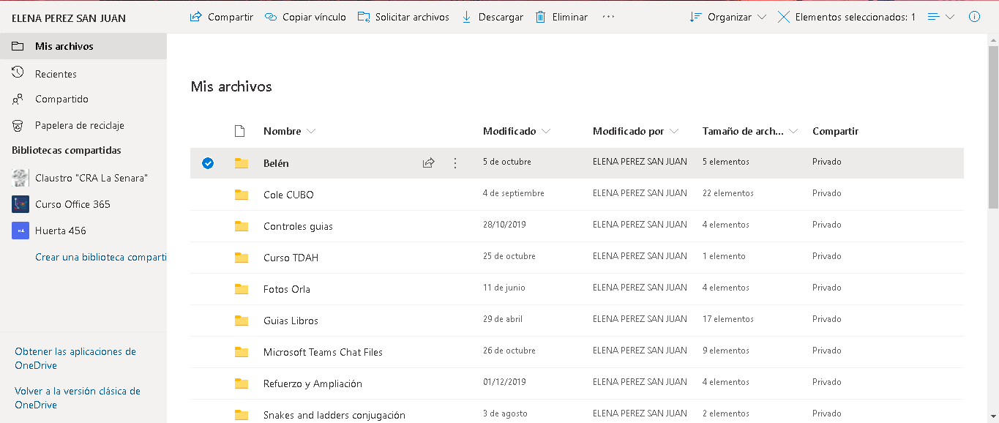 ELENA PEREZ SAN JUAN Compartir Copiar vínculo Solicitar archivos Descargar Eliminar ... Organizar Elementos seleccionados: 1
Mis archivos
Recientes
Compartido
Papelera de reciclaje
Bibliotecas compartidas
Claustro "CRA La Senara"
Curso Office 365
Huerta 456
Crear una biblioteca comparti
Obtener las aplicaciones de
OneDrive
Volver a la versión clásica de
OneDrive
Mis archivos
Nombre Modificado Modificado por Tamaño de arch... Compartir
Belén 5 de octubre ELENA PEREZ SAN JUAN 5 elementos Privado
Cole CUBO 4 de septiembre ELENA PEREZ SAN JUAN 22 elementos Privado
Controles guias 28/10/2019 ELENA PEREZ SAN JUAN 4 elementos Privado
Curso TDAH 25 de octubre ELENA PEREZ SAN JUAN 1 elemento Privado
Fotos Orla 11 de junio ELENA PEREZ SAN JUAN 4 elementos Privado
Guias Libros 29 de abril ELENA PEREZ SAN JUAN 17 elementos Privado
Microsoft Teams Chat Files 26 de octubre ELENA PEREZ SAN JUAN 9 elementos Privado
Refuerzo y Ampliación 01/12/2019 ELENA PEREZ SAN JUAN 4 elementos Privado
Snakes and ladders conjugación 3 de agosto ELENA PEREZ SAN JUAN 2 elementos Privado